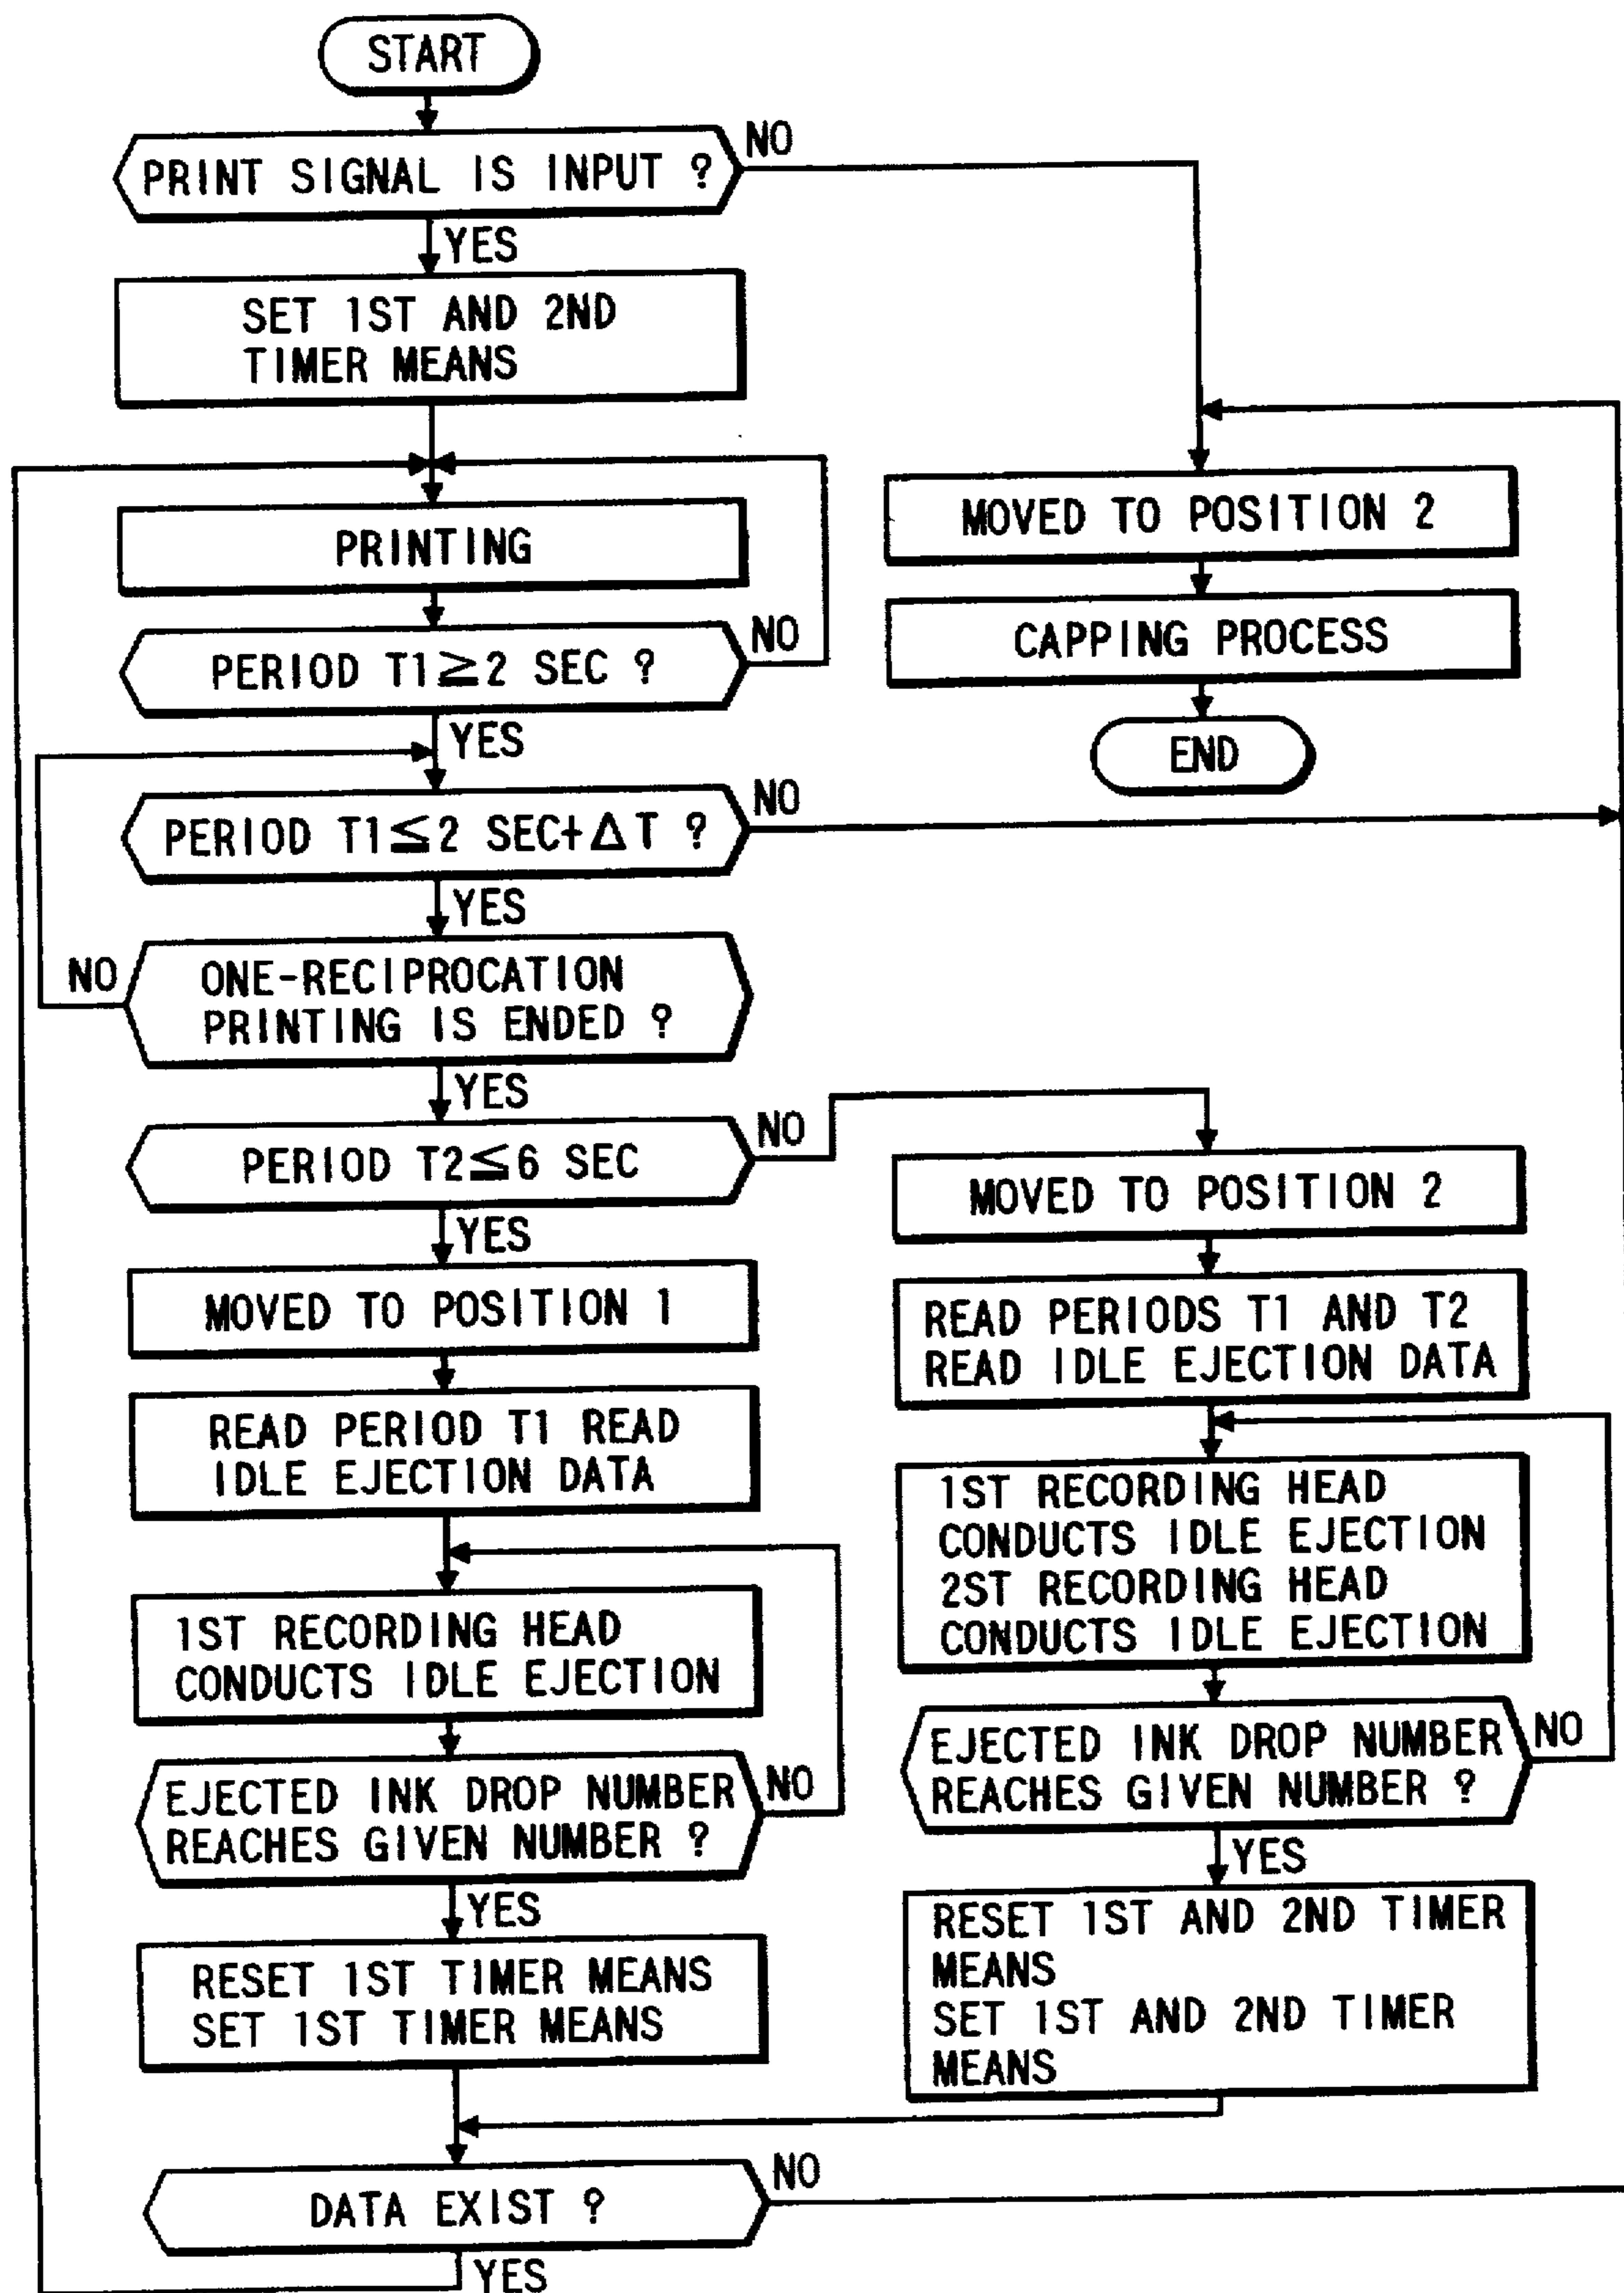 START
PRINT SIGNAL IS INPUT ?
NO
YES
SET 1ST AND 2ND
TIMER MEANS
PRINTING
PERIOD T1≧2 SEC ?
NO
YES
PERIOD T1≦2 SEC+ΔT ?
NO
YES
ONE-RECIPROCATION
PRINTING IS ENDED ?
NO
YES
PERIOD T2≦6 SEC
NO
YES
MOVED TO POSITION 1
READ PERIOD T1 READ
IDLE EJECTION DATA
1ST RECORDING HEAD
CONDUCTS IDLE EJECTION
EJECTED INK DROP NUMBER
REACHES GIVEN NUMBER ?
NO
YES
RESET 1ST TIMER MEANS
SET 1ST TIMER MEANS
DATA EXIST ?
NO
YES
MOVED TO POSITION 2
CAPPING PROCESS
END
MOVED TO POSITION 2
READ PERIODS T1 AND T2
READ IDLE EJECTION DATA
1ST RECORDING HEAD
CONDUCTS IDLE EJECTION
2ST RECORDING HEAD
CONDUCTS IDLE EJECTION
EJECTED INK DROP NUMBER
REACHES GIVEN NUMBER ?
NO
YES
RESET 1ST AND 2ND TIMER
MEANS
SET 1ST AND 2ND TIMER
MEANS